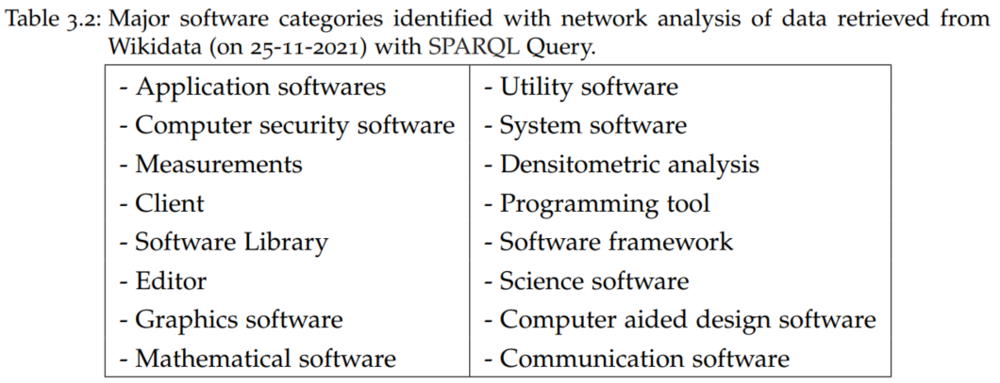 Table 3.2: Major software categories identified with network analysis of data retrieved from
Wikidata (on 25-11-2021) with SPARQL Query.
- Application softwares
- Computer security software
- Measurements
- Client
- Software Library
- Editor
- Graphics software
- Mathematical software
- Utility software
- System software
- Densitometric analysis
- Programming tool
- Software framework
- Science software
- Computer aided design software
- Communication software